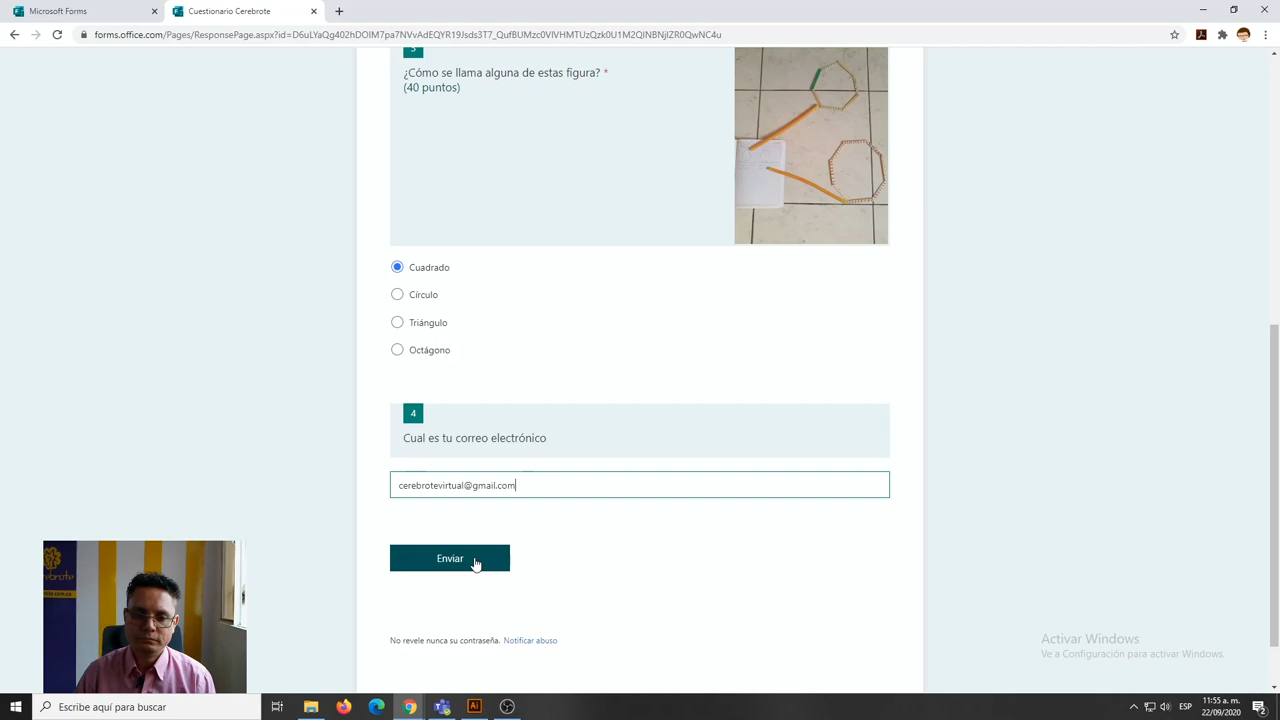 Microsoft Forms
Cuestionario Cerebrote
forms.office.com/Pages/ResponsePage.aspx?id=D6uLYaQg402hDOIM7pa7NVvAdEQYR19Jsds3T7_QufBUMzc0VlVHMTUzQzk0U1M2QlNBNjlZR0QwNC4u
3
¿Cómo se llama alguna de estas figura? *
(40 puntos)
Cuadrado
Círculo
Triángulo
Octágono
4
Cual es tu correo electrónico
cerebrotevirtual@gmail.com
Enviar
No revele nunca su contraseña. Notificar abuso
Activar Windows
Ve a Configuración para activar Windows.
Escribe aquí para buscar
ESP
11:55 a. m.
22/09/2020
2